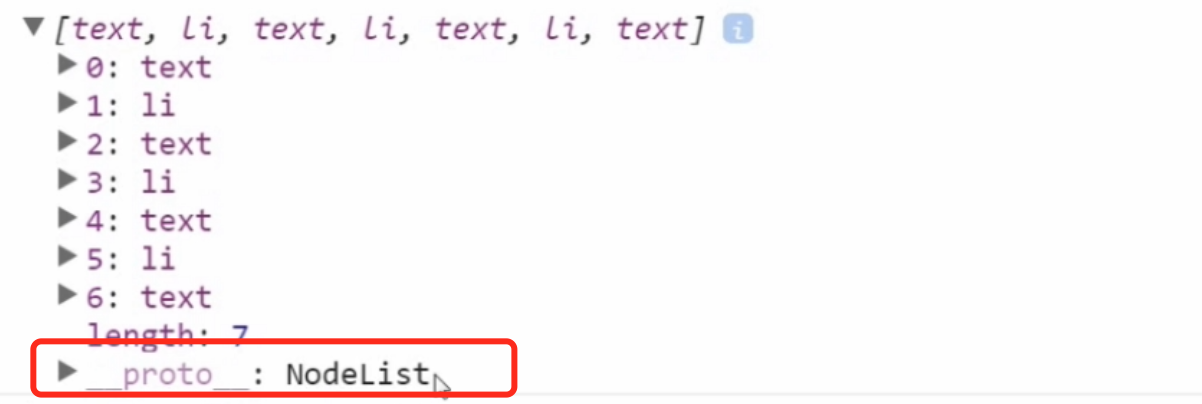 [text, li, text, li, text, li, text] i
0: text
1: li
2: text
3: li
4: text
5: li
6: text
length: 7
__proto__: NodeList